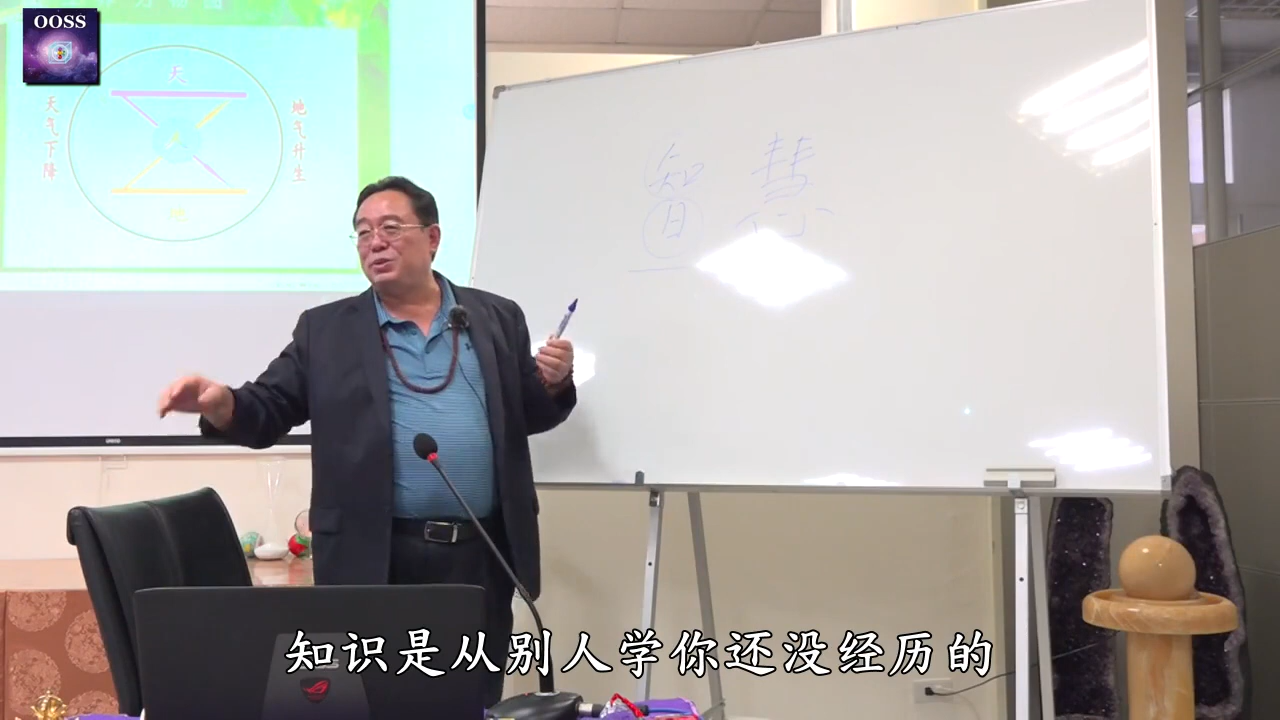 OOSS
天
天气下降
地气升生
地
智慧
知识是从别人学你还没经历的